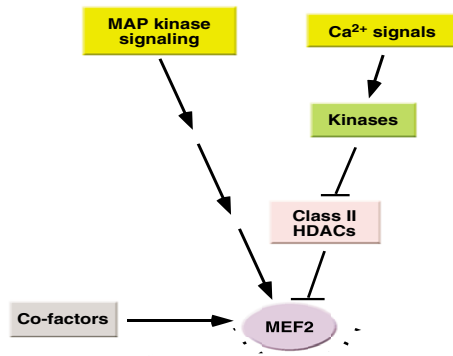 MAP kinase
signaling
Ca²⁺ signals
Kinases
Class II
HDACs
Co-factors
MEF2